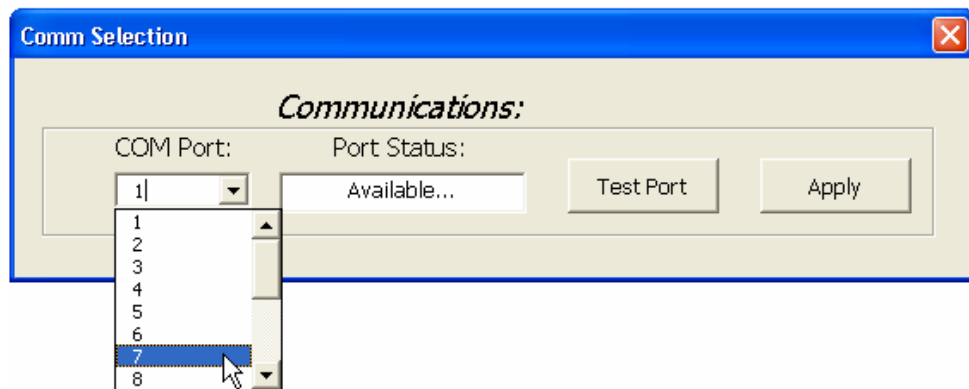 Comm Selection
Communications:
COM Port:
Port Status:
1
Available...
Test Port
Apply
1
2
3
4
5
6
7
8